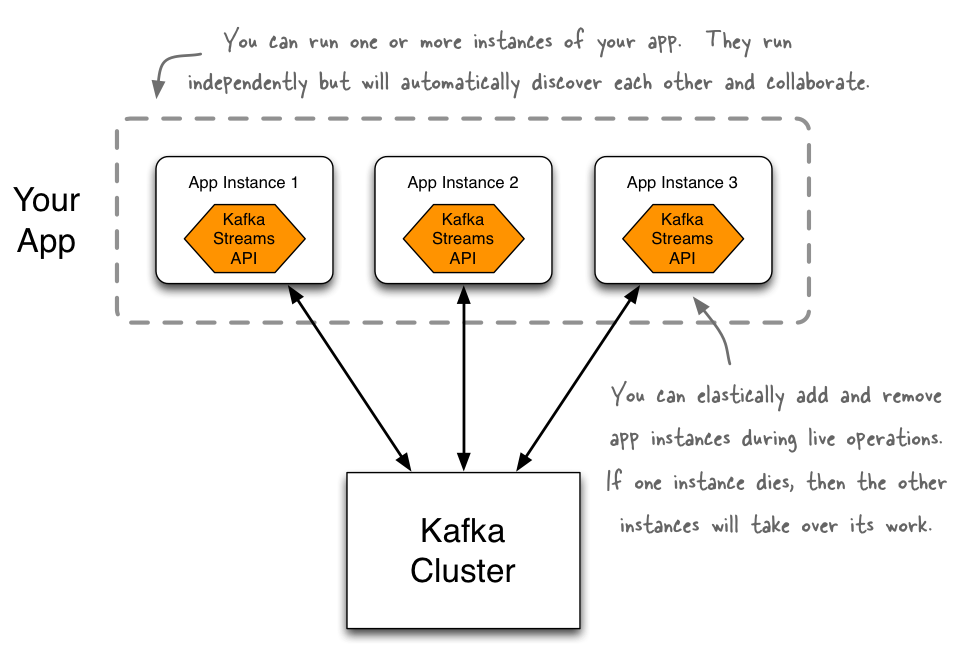 You can run one or more instances of your app. They run
independently but will automatically discover each other and collaborate.
Your
App
App Instance 1
Kafka
Streams
API
App Instance 2
Kafka
Streams
API
App Instance 3
Kafka
Streams
API
You can elastically add and remove
app instances during live operations.
If one instance dies, then the other
instances will take over its work.
Kafka
Cluster